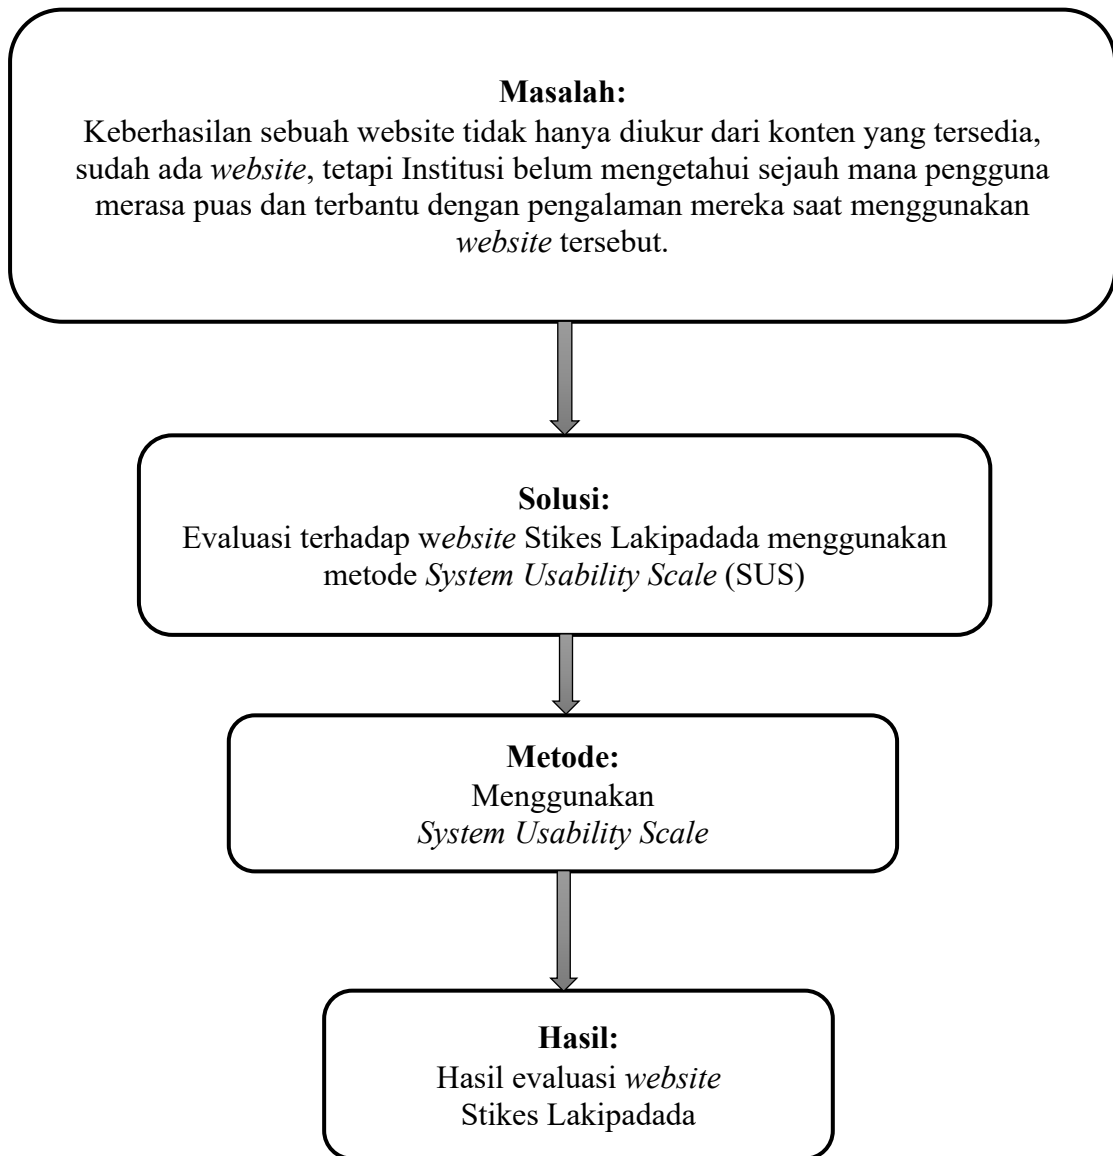 Masalah:
Keberhasilan sebuah website tidak hanya diukur dari konten yang tersedia,
sudah ada website, tetapi Institusi belum mengetahui sejauh mana pengguna
merasa puas dan terbantu dengan pengalaman mereka saat menggunakan
website tersebut.
Solusi:
Evaluasi terhadap website Stikes Lakipadada menggunakan
metode System Usability Scale (SUS)
Metode:
Menggunakan
System Usability Scale
Hasil:
Hasil evaluasi website
Stikes Lakipadada